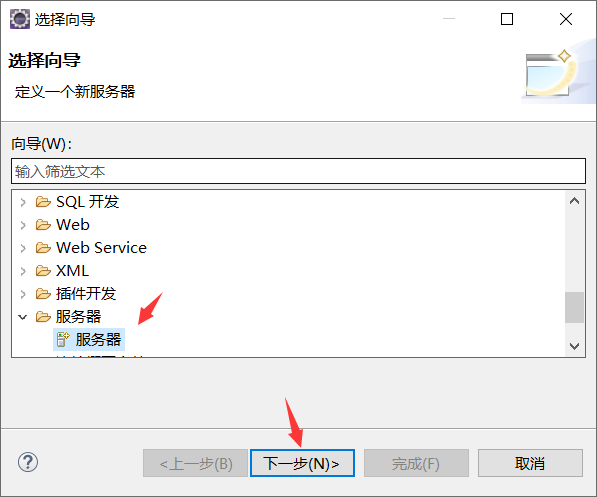 选择向导
选择向导
定义一个新服务器
向导(W):
输入筛选文本
SQL 开发
Web
Web Service
XML
插件开发
服务器
服务器
?
<上一步(B) 下一步(N)> 完成(F) 取消